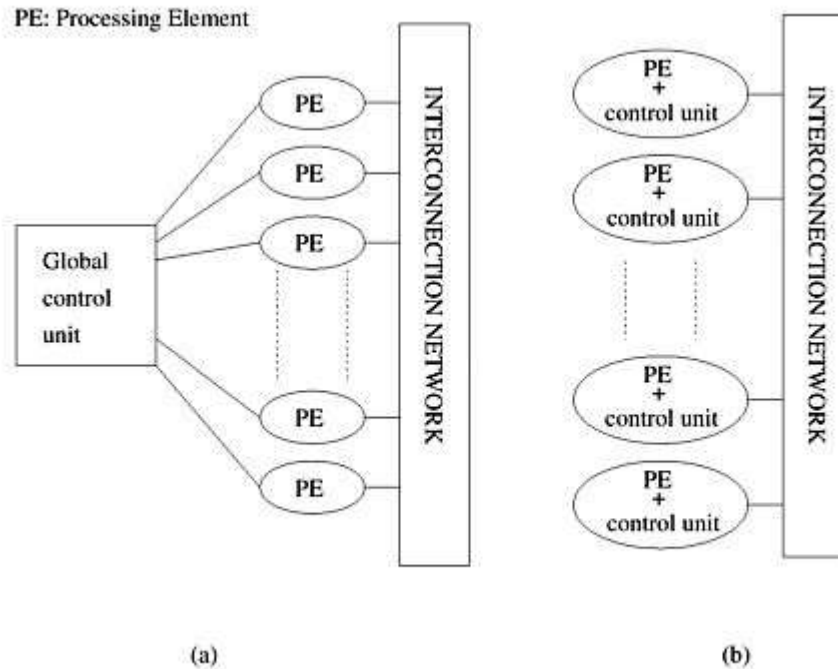 PE: Processing Element
PE
PE
PE
PE
PE
Global
control
unit
INTERCONNECTION NETWORK
PE
+
control unit
PE
+
control unit
PE
+
control unit
PE
+
control unit
INTERCONNECTION NETWORK
(a)
(b)